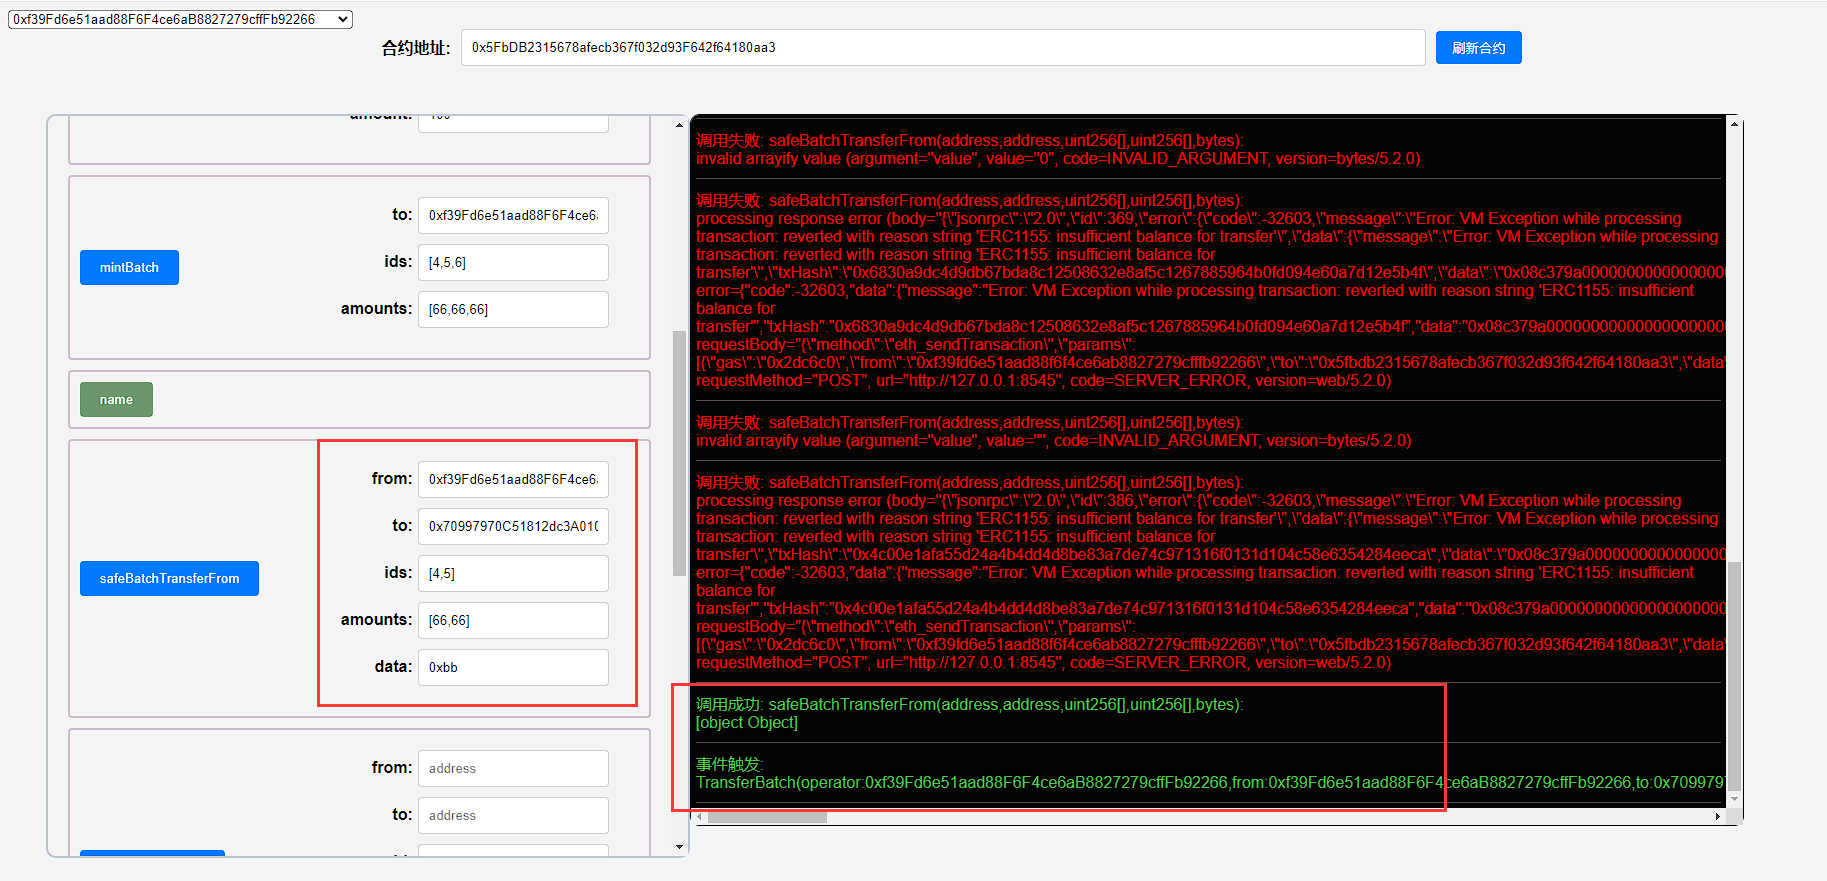 0xf39Fd6e51aad88F6F4ce6aB8827279cffFb92266
合约地址: 0x5FbDB2315678afecb367f032d93F642f64180aa3 刷新合约
to: 0xf39Fd6e51aad88F6F4ce6
ids: [4,5,6]
mintBatch
amounts: [66,66,66]
name
from: 0xf39Fd6e51aad88F6F4ce6
to: 0x70997970C51812dc3A010
ids: [4,5]
safeBatchTransferFrom
amounts: [66,66]
data: 0xbb
from: address
to: address
调用失败: safeBatchTransferFrom(address,address,uint256[],uint256[],bytes):
invalid arrayify value (argument="value", value="0", code=INVALID_ARGUMENT, version=bytes/5.2.0)
调用失败: safeBatchTransferFrom(address,address,uint256[],uint256[],bytes):
processing response error (body="{\"jsonrpc\":\"2.0\",\"id\":369,\"error\":{\"code\":-32603,\"message\":\"Error: VM Exception while processing
transaction: reverted with reason string 'ERC1155: insufficient balance for transfer'\",\"data\":{\"message\":\"Error: VM Exception while processing
transaction: reverted with reason string 'ERC1155: insufficient balance for
transfer'\",\"txHash\":\"0x6830a9dc4d9db67bda8c12508632e8af5c1267885964b0fd094e60a7d12e5b4f\",\"data\":\"0x08c379a0000000000000000
error={"code":-32603,"data":{"message":"Error: VM Exception while processing transaction: reverted with reason string 'ERC1155: insufficient
balance for
transfer'","txHash":"0x6830a9dc4d9db67bda8c12508632e8af5c1267885964b0fd094e60a7d12e5b4f","data":"0x08c379a0000000000000000000
requestBody="{\"method\":\"eth_sendTransaction\",\"params\":
[{\"gas\":\"0x2dc6c0\",\"from\":\"0xf39fd6e51aad88f6f4ce6ab8827279cfffb92266\",\"to\":\"0x5fbdb2315678afecb367f032d93f642f64180aa3\",\"data\
requestMethod="POST", url="http://127.0.0.1:8545", code=SERVER_ERROR, version=web/5.2.0)
调用失败: safeBatchTransferFrom(address,address,uint256[],uint256[],bytes):
invalid arrayify value (argument="value", value="", code=INVALID_ARGUMENT, version=bytes/5.2.0)
调用失败: safeBatchTransferFrom(address,address,uint256[],uint256[],bytes):
processing response error (body="{\"jsonrpc\":\"2.0\",\"id\":386,\"error\":{\"code\":-32603,\"message\":\"Error: VM Exception while processing
transaction: reverted with reason string 'ERC1155: insufficient balance for transfer'\",\"data\":{\"message\":\"Error: VM Exception while processing
transaction: reverted with reason string 'ERC1155: insufficient balance for
transfer'\",\"txHash\":\"0x4c00e1afa55d24a4b4dd4d8be83a7de74c971316f0131d104c58e6354284eeca\",\"data\":\"0x08c379a0000000000000000
error={"code":-32603,"data":{"message":"Error: VM Exception while processing transaction: reverted with reason string 'ERC1155: insufficient
balance for
transfer'","txHash":"0x4c00e1afa55d24a4b4dd4d8be83a7de74c971316f0131d104c58e6354284eeca","data":"0x08c379a0000000000000000000
requestBody="{\"method\":\"eth_sendTransaction\",\"params\":
[{\"gas\":\"0x2dc6c0\",\"from\":\"0xf39fd6e51aad88f6f4ce6ab8827279cfffb92266\",\"to\":\"0x5fbdb2315678afecb367f032d93f642f64180aa3\",\"data\
requestMethod="POST", url="http://127.0.0.1:8545", code=SERVER_ERROR, version=web/5.2.0)
调用成功: safeBatchTransferFrom(address,address,uint256[],uint256[],bytes):
[object Object]
事件触发:
TransferBatch(operator:0xf39Fd6e51aad88F6F4ce6aB8827279cffFb92266,from:0xf39Fd6e51aad88F6F4ce6aB8827279cffFb92266,to:0x709979